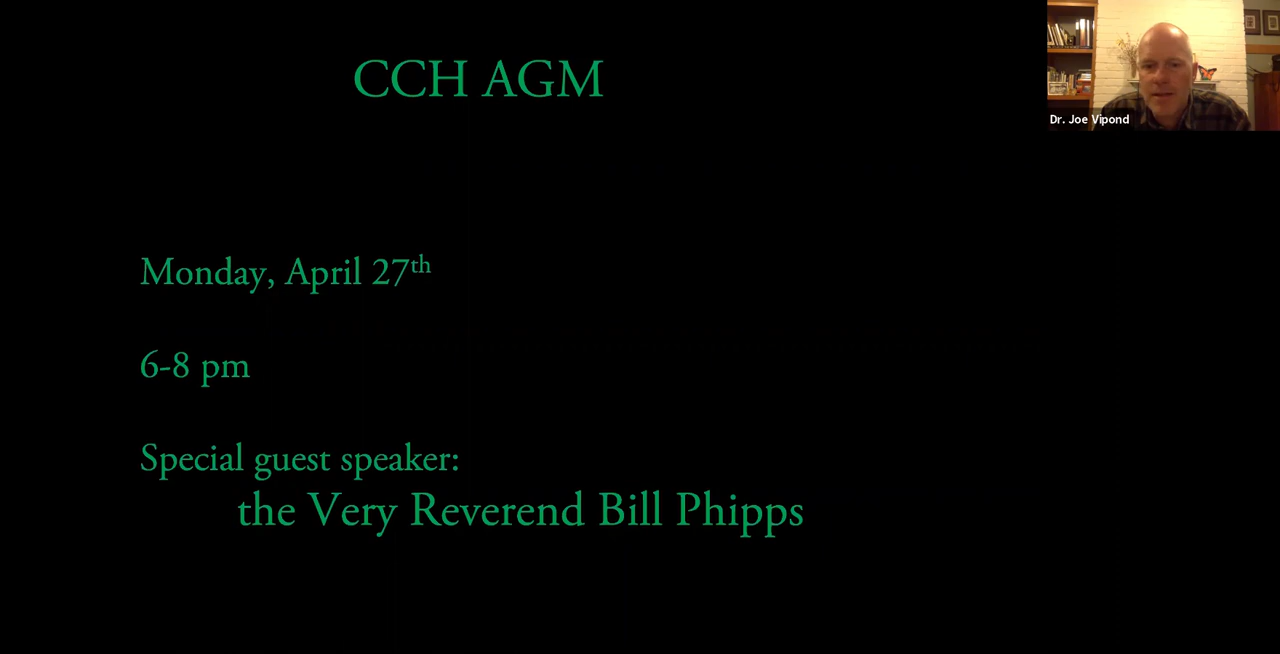 CCH AGM
Dr. Joe Vipond
Monday, April 27th
6-8 pm
Special guest speaker:
the Very Reverend Bill Phipps